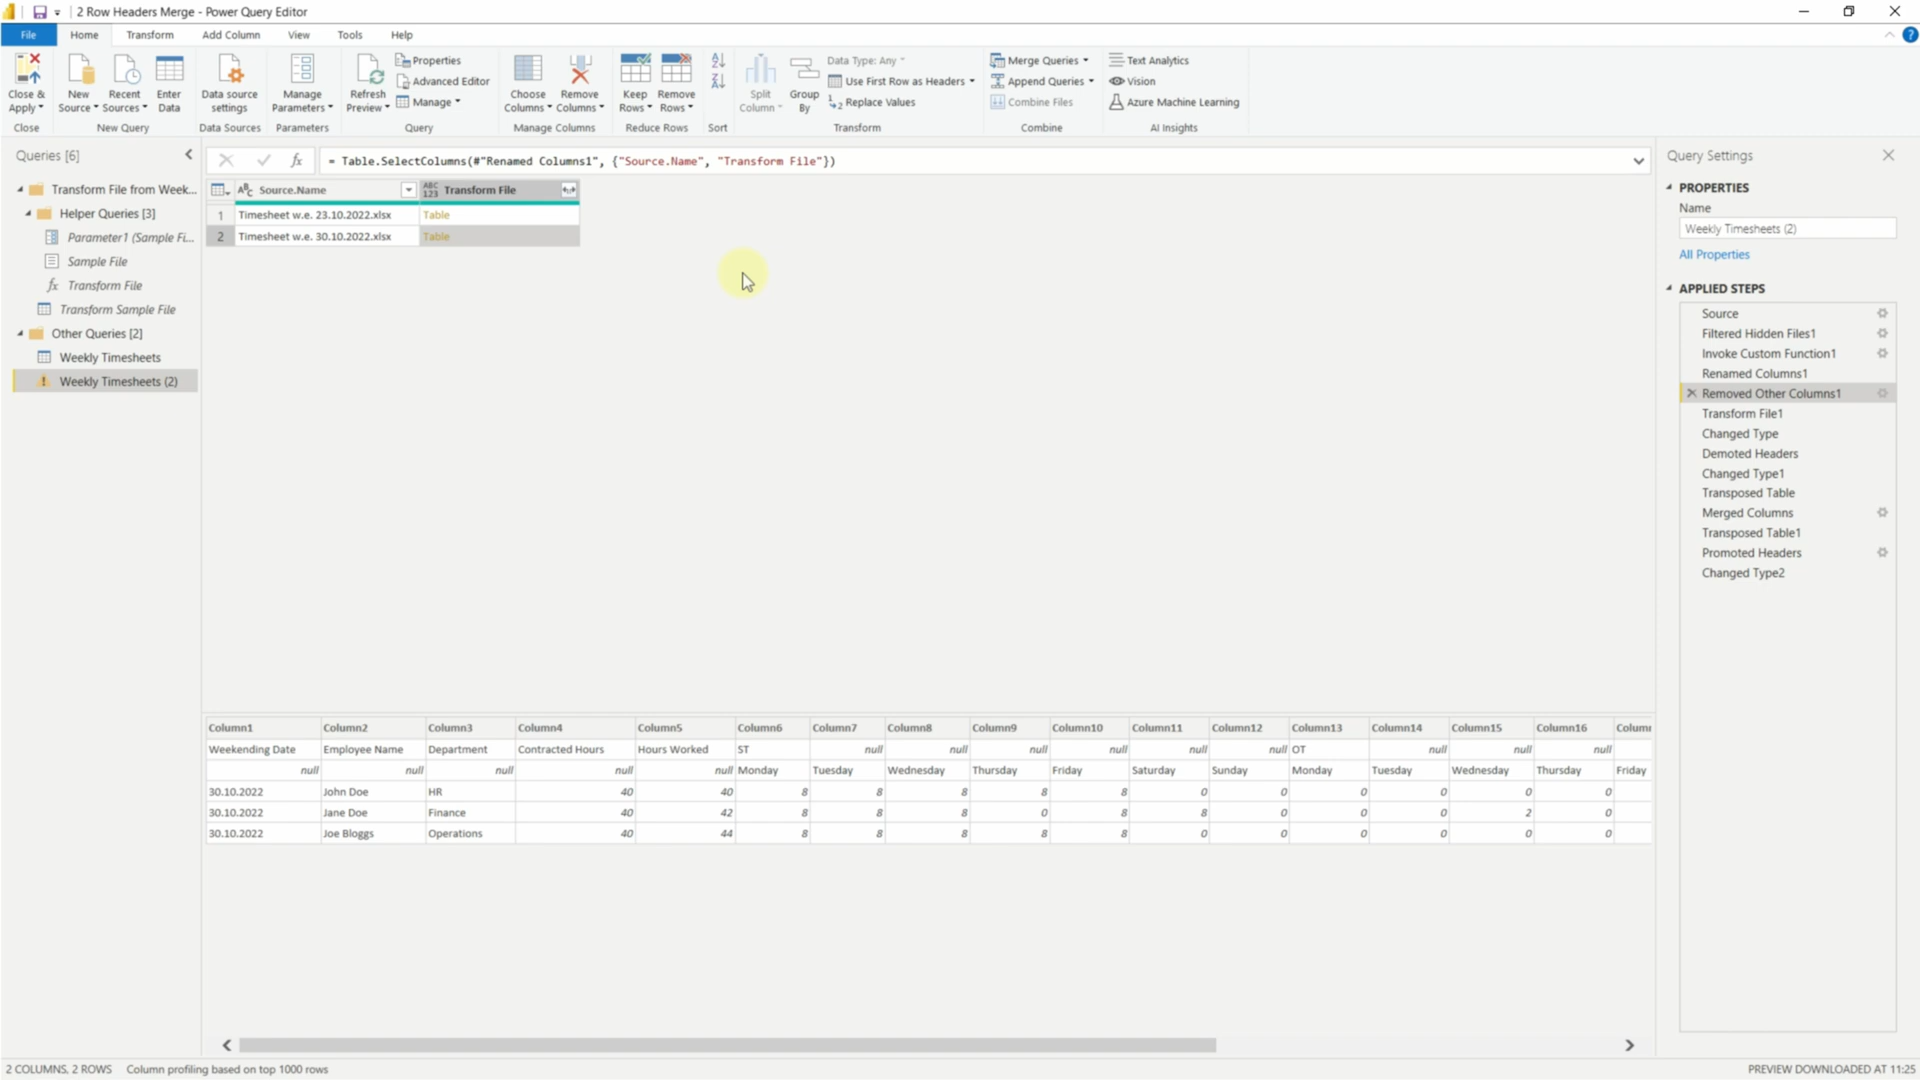 2 Row Headers Merge - Power Query Editor
File Home Transform Add Column View Tools Help
Close & Apply
New Source
Recent Sources
Enter Data
Data source settings
Manage Parameters
Refresh Preview
Properties
Advanced Editor
Manage
Choose Columns
Remove Columns
Keep Rows
Remove Rows
Split Column
Group By
Data Type: Any
Use First Row as Headers
Replace Values
Merge Queries
Append Queries
Combine Files
Text Analytics
Vision
Azure Machine Learning
Close New Query Data Sources Parameters Query Manage Columns Reduce Rows Sort Transform Combine AI Insights
Queries [6]
Transform File from Week...
Helper Queries [3]
Parameter1 (Sample Fi...
Sample File
fx Transform File
Transform Sample File
Other Queries [2]
Weekly Timesheets
Weekly Timesheets (2)
fx = Table.SelectColumns(#"Renamed Columns1", {"Source.Name", "Transform File"})
ABC Source.Name ABC 123 Transform File
1 Timesheet w.e. 23.10.2022.xlsx Table
2 Timesheet w.e. 30.10.2022.xlsx Table
Column1 Column2 Column3 Column4 Column5 Column6 Column7 Column8 Column9 Column10 Column11 Column12 Column13 Column14 Column15 Column16 Column
Weekending Date Employee Name Department Contracted Hours Hours Worked ST null null null null null null OT null null null
null null null null null Monday Tuesday Wednesday Thursday Friday Saturday Sunday Monday Tuesday Wednesday Thursday Friday
30.10.2022 John Doe HR 40 40 8 8 8 8 8 0 0 0 0 0 0
30.10.2022 Jane Doe Finance 40 42 8 8 8 0 8 8 0 0 0 2 0
30.10.2022 Joe Bloggs Operations 40 44 8 8 8 8 8 0 0 0 0 0 0
Query Settings
PROPERTIES
Name
Weekly Timesheets (2)
All Properties
APPLIED STEPS
Source
Filtered Hidden Files1
Invoke Custom Function1
Renamed Columns1
Removed Other Columns1
Transform File1
Changed Type
Demoted Headers
Changed Type1
Transposed Table
Merged Columns
Transposed Table1
Promoted Headers
Changed Type2
2 COLUMNS, 2 ROWS Column profiling based on top 1000 rows
PREVIEW DOWNLOADED AT 11:25